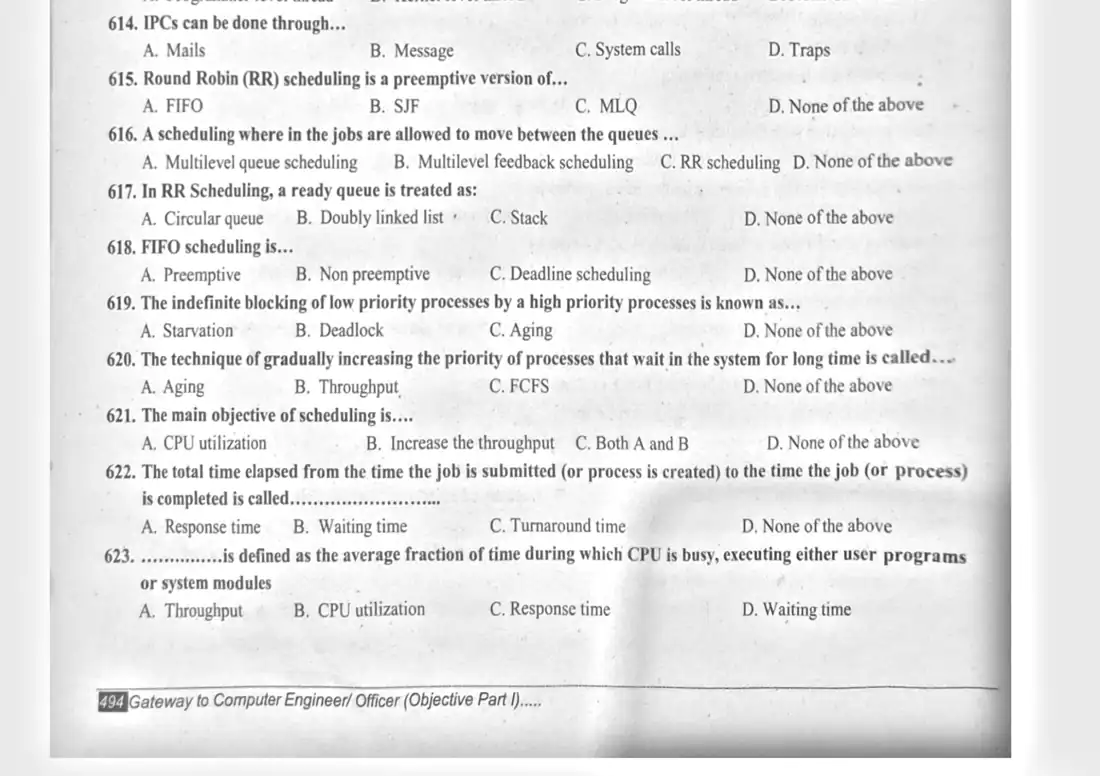 614. IPCs can be done through...
A. Mails B. Message C. System calls D. Traps
615. Round Robin (RR) scheduling is a preemptive version of...
A. FIFO B. SJF C. MLQ D. None of the above
616. A scheduling where in the jobs are allowed to move between the queues ...
A. Multilevel queue scheduling B. Multilevel feedback scheduling C. RR scheduling D. None of the above
617. In RR Scheduling, a ready queue is treated as:
A. Circular queue B. Doubly linked list C. Stack D. None of the above
618. FIFO scheduling is...
A. Preemptive B. Non preemptive C. Deadline scheduling D. None of the above
619. The indefinite blocking of low priority processes by a high priority processes is known as...
A. Starvation B. Deadlock C. Aging D. None of the above
620. The technique of gradually increasing the priority of processes that wait in the system for long time is called...
A. Aging B. Throughput C. FCFS D. None of the above
621. The main objective of scheduling is....
A. CPU utilization B. Increase the throughput C. Both A and B D. None of the above
622. The total time elapsed from the time the job is submitted (or process is created) to the time the job (or process)
is completed is called..........................
A. Response time B. Waiting time C. Turnaround time D. None of the above
623. ..............is defined as the average fraction of time during which CPU is busy, executing either user programs
or system modules
A. Throughput B. CPU utilization C. Response time D. Waiting time
494 Gateway to Computer Engineer/ Officer (Objective Part I).....